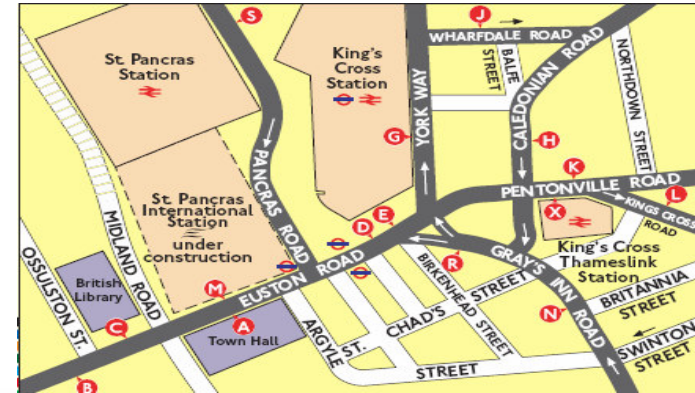 S
J
WHARFDALE ROAD
St. Pancras
Station
King's
Cross
Station
YORK WAY
BALFE
STREET
CALEDONIAN ROAD
NORTHDOWN STREET
G
H
PANCRAS ROAD
K
PENTONVILLE ROAD
L
KINGS CROSS
ROAD
X
St. Pancras
International
Station
under
construction
MIDLAND ROAD
OSSULSTON ST.
British
Library
D
E
R
GRAY'S INN ROAD
King's Cross
Thameslink
Station
M
EUSTON ROAD
BIRKENHEAD STREET
C
A
Town Hall
ARGYLE
ST.
CHAD'S
STREET
N
BRITANNIA
STREET
STREET
SWINTON
STREET
B